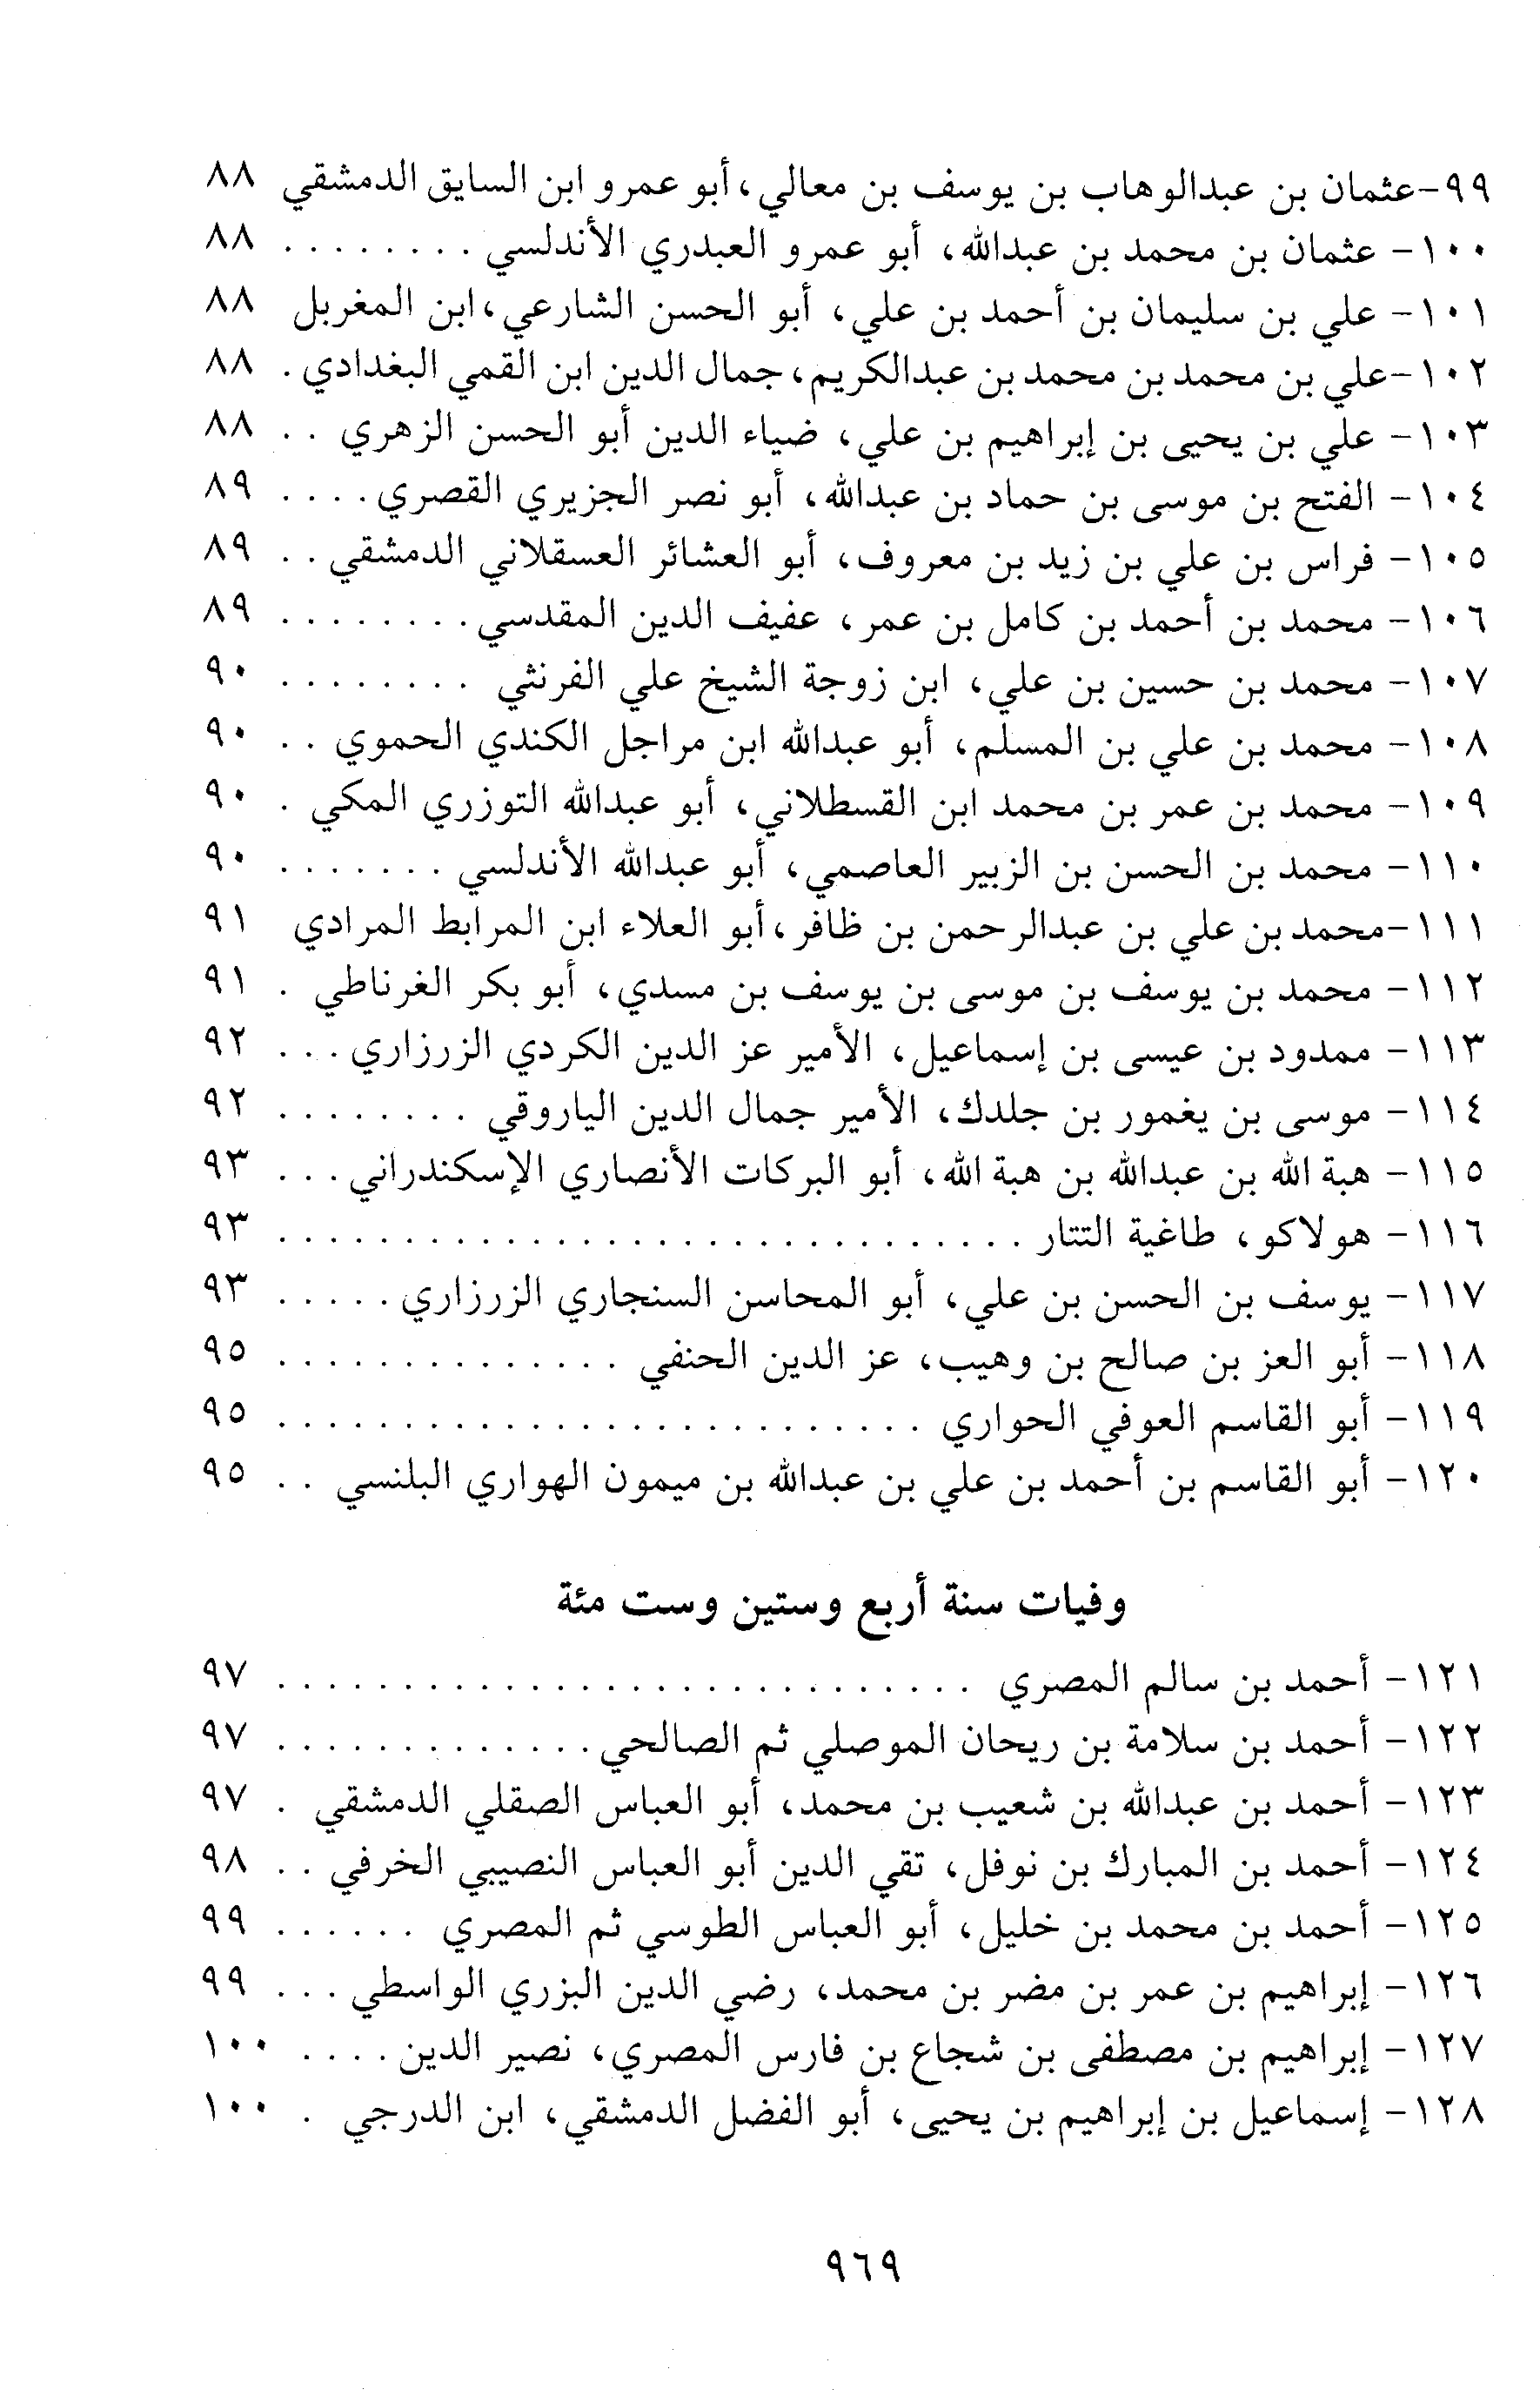 ٩٩-عثمان بن عبدالوهاب بن يوسف بن معالي، أبو عمرو ابن السايق الدمشقي ٨٨
١٠٠- عثمان بن محمد بن عبدالله، أبو عمرو العبدري الأندلسي . . . . . . . . ٨٨
١٠١- علي بن سليمان بن أحمد بن علي، أبو الحسن الشارعي، ابن المغربل ٨٨
١٠٢-علي بن محمد بن محمد بن عبدالكريم، جمال الدين ابن القمي البغدادي . ٨٨
١٠٣- علي بن يحيى بن إبراهيم بن علي، ضياء الدين أبو الحسن الزهري . . ٨٨
١٠٤- الفتح بن موسى بن حماد بن عبدالله، أبو نصر الجزيري القصري . . . . ٨٩
١٠٥- فراس بن علي بن زيد بن معروف، أبو العشائر العسقلاني الدمشقي . . ٨٩
١٠٦- محمد بن أحمد بن كامل بن عمر، عفيف الدين المقدسي . . . . . . . . ٨٩
١٠٧- محمد بن حسين بن علي، ابن زوجة الشيخ علي الفرنثي . . . . . . . . ٩٠
١٠٨- محمد بن علي بن المسلم، أبو عبدالله ابن مراجل الكندي الحموي . . ٩٠
١٠٩- محمد بن عمر بن محمد ابن القسطلاني، أبو عبدالله التوزري المكي . ٩٠
١١٠- محمد بن الحسن بن الزبير العاصمي، أبو عبدالله الأندلسي . . . . . . . ٩٠
١١١-محمد بن علي بن عبدالرحمن بن ظافر، أبو العلاء ابن المرابط المرادي ٩١
١١٢- محمد بن يوسف بن موسى بن يوسف بن مسدي، أبو بكر الغرناطي . ٩١
١١٣- ممدود بن عيسى بن إسماعيل، الأمير عز الدين الكردي الزرزاري . . . ٩٢
١١٤- موسى بن يغمور بن جلدك، الأمير جمال الدين الياروقي . . . . . . . . ٩٢
١١٥- هبة الله بن عبدالله بن هبة الله، أبو البركات الأنصاري الإسكندراني . . . ٩٣
١١٦- هولاكو، طاغية التتار . . . . . . . . . . . . . . . . . . . . . . . . . . . . . . ٩٣
١١٧- يوسف بن الحسن بن علي، أبو المحاسن السنجاري الزرزاري . . . . . ٩٣
١١٨- أبو العز بن صالح بن وهيب، عز الدين الحنفي . . . . . . . . . . . . . . ٩٥
١١٩- أبو القاسم العوفي الحواري . . . . . . . . . . . . . . . . . . . . . . . . . . ٩٥
١٢٠- أبو القاسم بن أحمد بن علي بن عبدالله بن ميمون الهواري البلنسي . . ٩٥
وفيات سنة أربع وستين وست مئة
١٢١- أحمد بن سالم المصري . . . . . . . . . . . . . . . . . . . . . . . . . . . . ٩٧
١٢٢- أحمد بن سلامة بن ريحان الموصلي ثم الصالحي . . . . . . . . . . . . . ٩٧
١٢٣- أحمد بن عبدالله بن شعيب بن محمد، أبو العباس الصقلي الدمشقي . ٩٧
١٢٤- أحمد بن المبارك بن نوفل، تقي الدين أبو العباس النصيبي الخرفي . . ٩٨
١٢٥- أحمد بن محمد بن خليل، أبو العباس الطوسي ثم المصري . . . . . . ٩٩
١٢٦- إبراهيم بن عمر بن مضر بن محمد، رضي الدين البزري الواسطي . . . ٩٩
١٢٧- إبراهيم بن مصطفى بن شجاع بن فارس المصري، نصير الدين . . . . ١٠٠
١٢٨- إسماعيل بن إبراهيم بن يحيى، أبو الفضل الدمشقي، ابن الدرجي . ١٠٠
٩٦٩